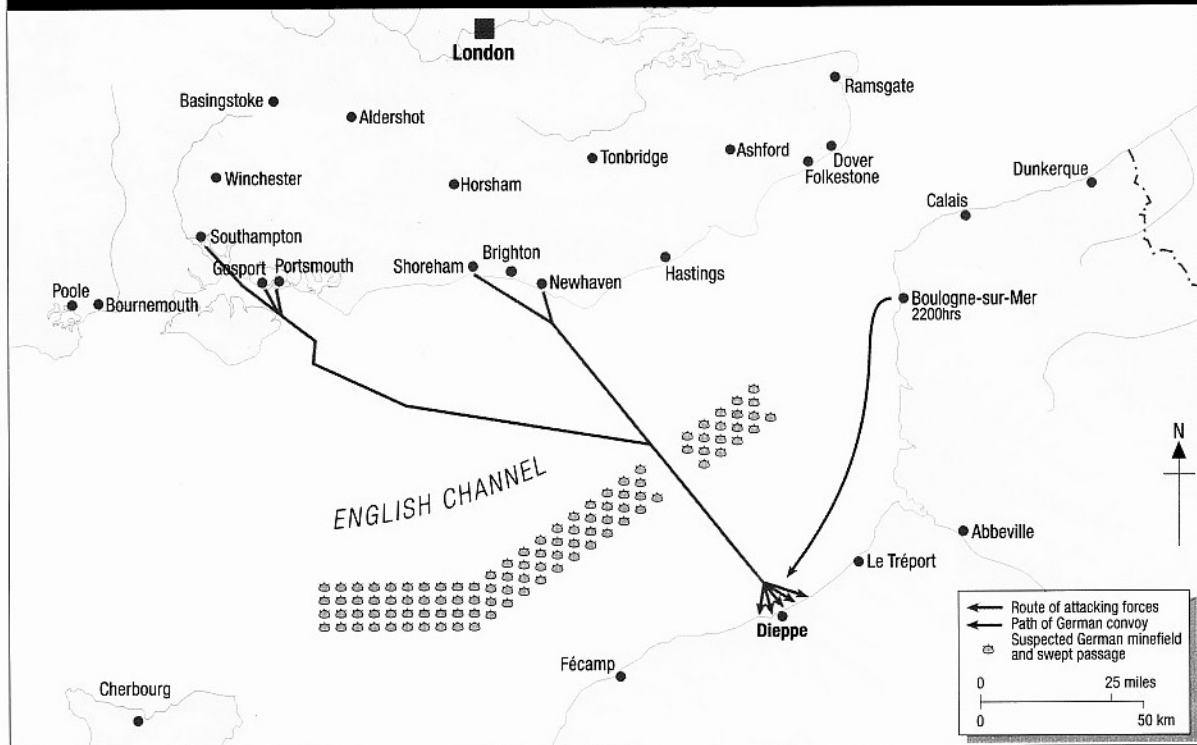 London
Ramsgate
Basingstoke
Aldershot
Tonbridge
Ashford
Dover
Folkestone
Winchester
Horsham
Dunkerque
Calais
Southampton
Gosport
Portsmouth
Shoreham
Brighton
Newhaven
Hastings
Poole
Bournemouth
Boulogne-sur-Mer
2200hrs
N
ENGLISH CHANNEL
Abbeville
Le Tréport
Dieppe
Fécamp
Cherbourg
Route of attacking forces
Path of German convoy
Suspected German minefield
and swept passage
0 25 miles
0 50 km